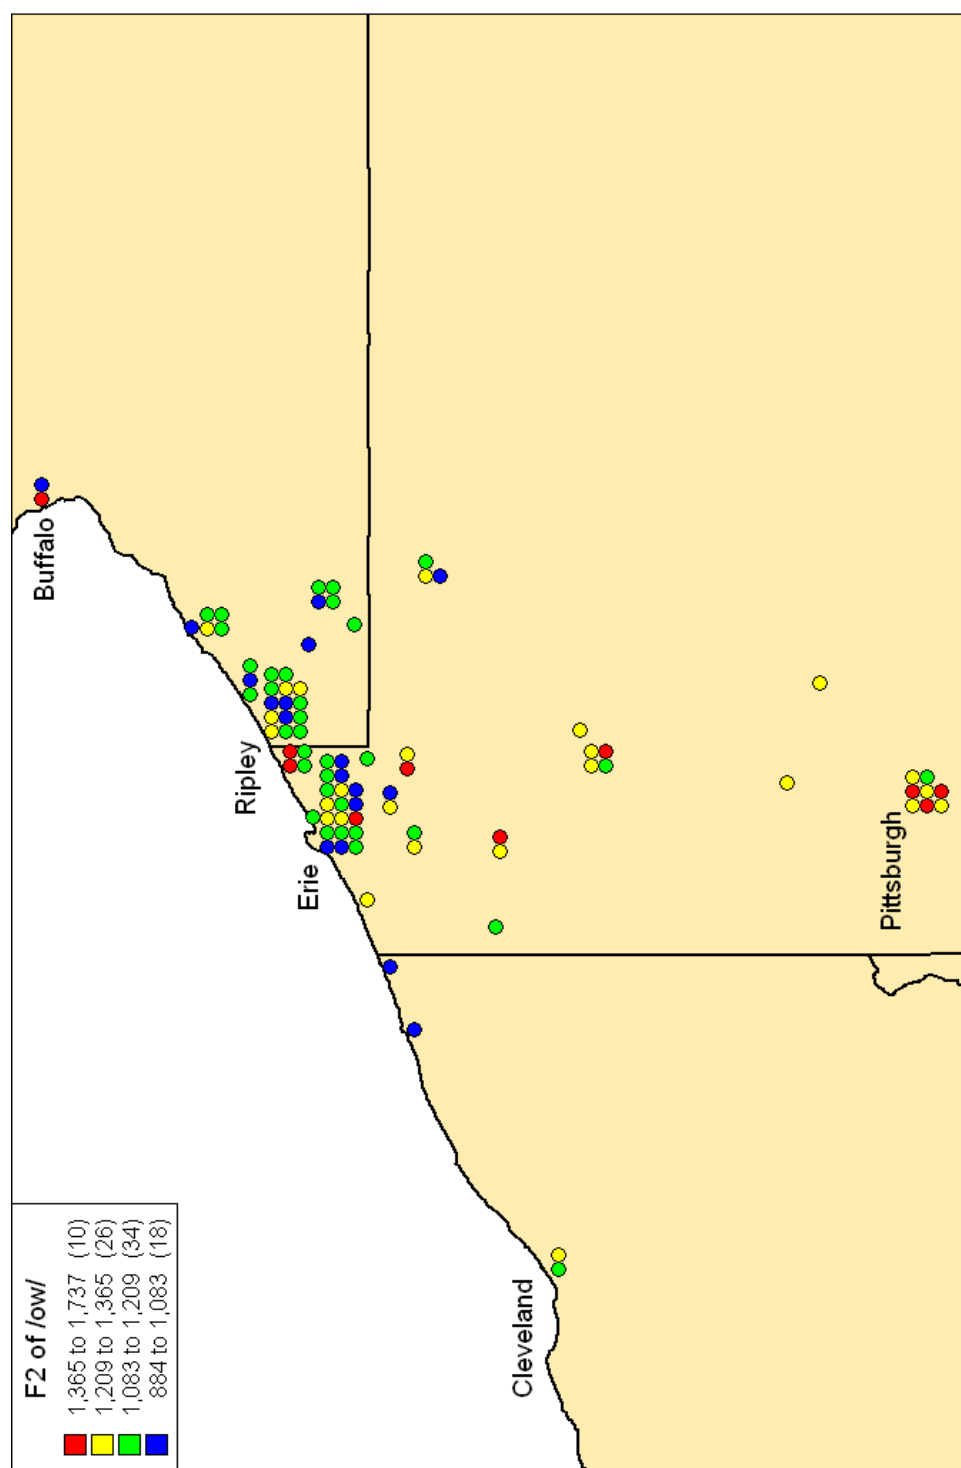 F2 of /ow/
1,365 to 1,737 (10)
1,209 to 1,365 (26)
1,083 to 1,209 (34)
884 to 1,083 (18)
Cleveland
Erie
Ripley
Buffalo
Pittsburgh